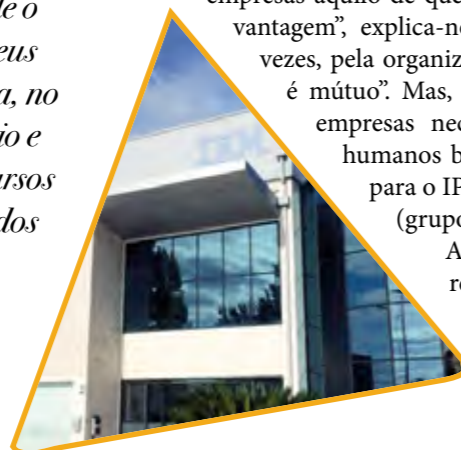 de o
eus
a, no
io e
ursos
dos
empresas aquilo de que
vantagem”, explica-no
vezes, pela organiz
é mútuo”. Mas,
empresas nec
humanos b
para o IP
(grupo
A
re